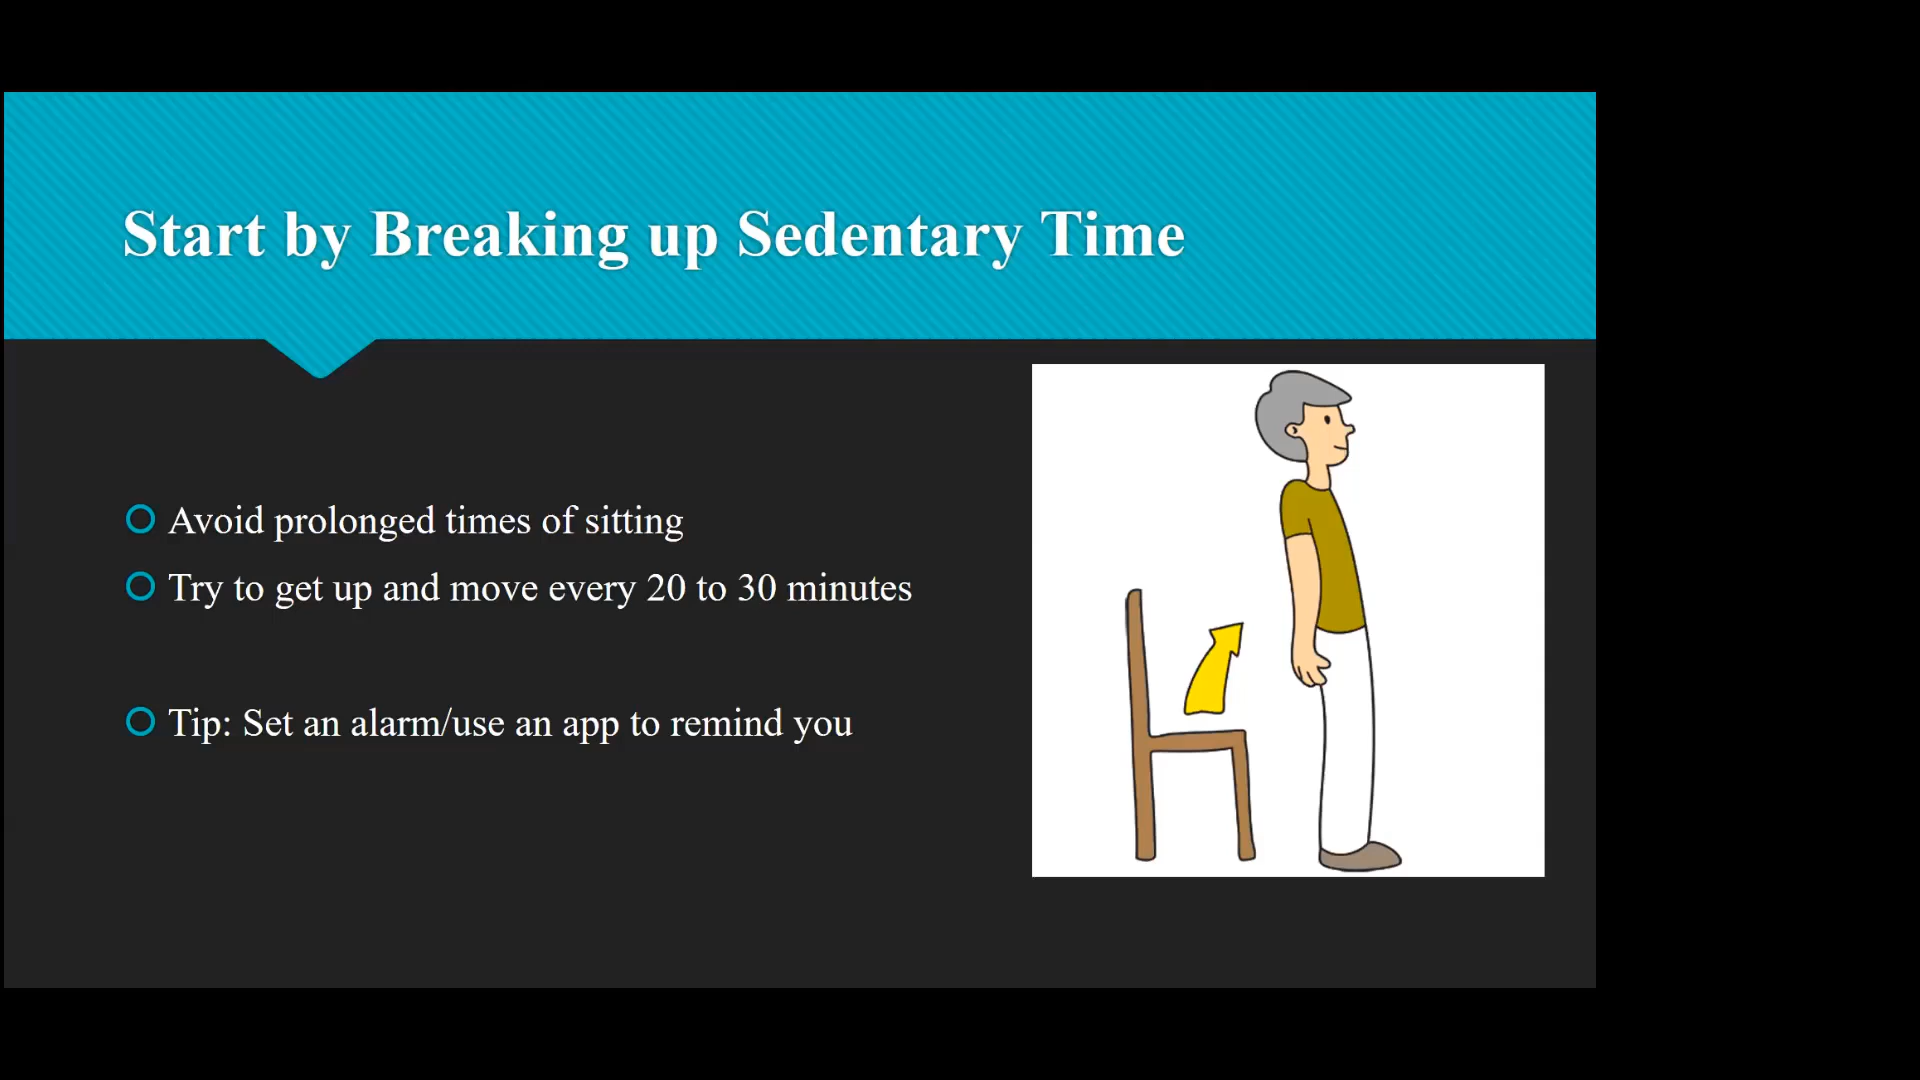 Start by Breaking up Sedentary Time
Avoid prolonged times of sitting
Try to get up and move every 20 to 30 minutes
Tip: Set an alarm/use an app to remind you